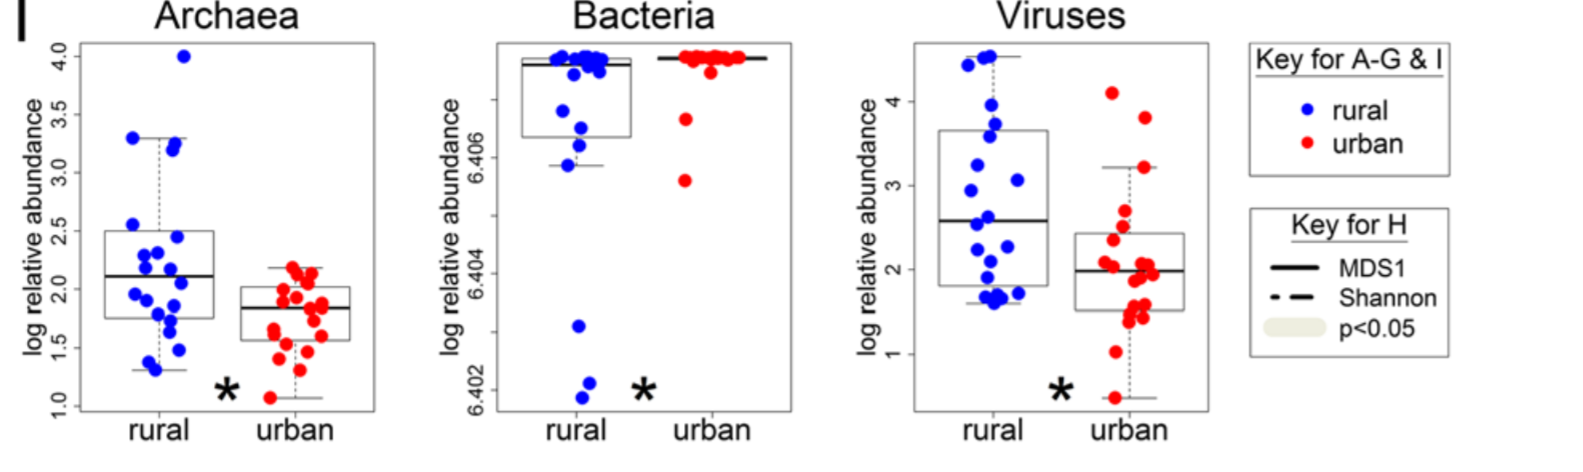 I
Archaea
Bacteria
Viruses
log relative abundance
4.0
3.5
3.0
2.5
2.0
1.5
1.0
*
rural
urban
log relative abundance
6.406
6.404
6.402
*
rural
urban
log relative abundance
4
3
2
1
*
rural
urban
Key for A-G & I
rural
urban
Key for H
MDS1
Shannon
p<0.05